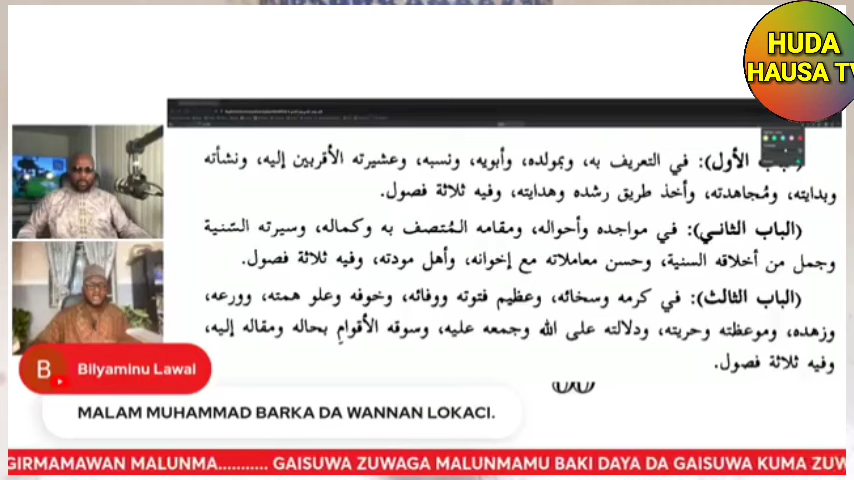 HUDA
HAUSA TV
الأول): في التعريف به، وبمولده، وأبويه، ونسبه، وعشيرته الأقربين إليه، ونشأته
وبدايته، ومُجاهدته، وأخذ طريق رشده وهدايته، وفيه ثلاثة فصول.
(الباب الثاني): في مواجده وأحواله، ومقامه المُتصف به وكماله، وسيرته السّنية
وجمل من أخلاقه السنية، وحسن معاملاته مع إخوانه، وأهل مودته، وفيه ثلاثة فصول.
(الباب الثالث): في كرمه وسخائه، وعظيم فتوته ووفائه، وخوفه وعلو همته، وورعه،
وزهده، وموعظته وحريته، ودلالته على الله وجمعه عليه، وسوقه الأقوامِ بحاله ومقاله إليه،
وفيه ثلاثة فصول.
B Bilyaminu Lawal
MALAM MUHAMMAD BARKA DA WANNAN LOKACI.
GIRMAMAWAN MALUNMA........... GAISUWA ZUWAGA MALUNMAMU BAKI DAYA DA GAISUWA KUMA ZUW